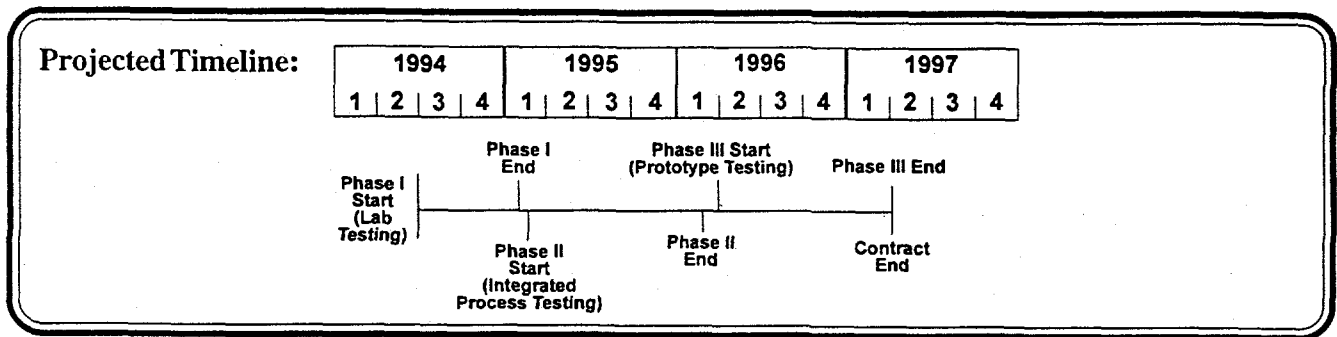 Projected Timeline:
1994 1995 1996 1997
1 2 3 4 1 2 3 4 1 2 3 4 1 2 3 4
Phase I
Start
(Lab
Testing)
Phase I
End
Phase II
Start
(Integrated
Process Testing)
Phase III Start
(Prototype Testing)
Phase II
End
Phase III End
Contract
End